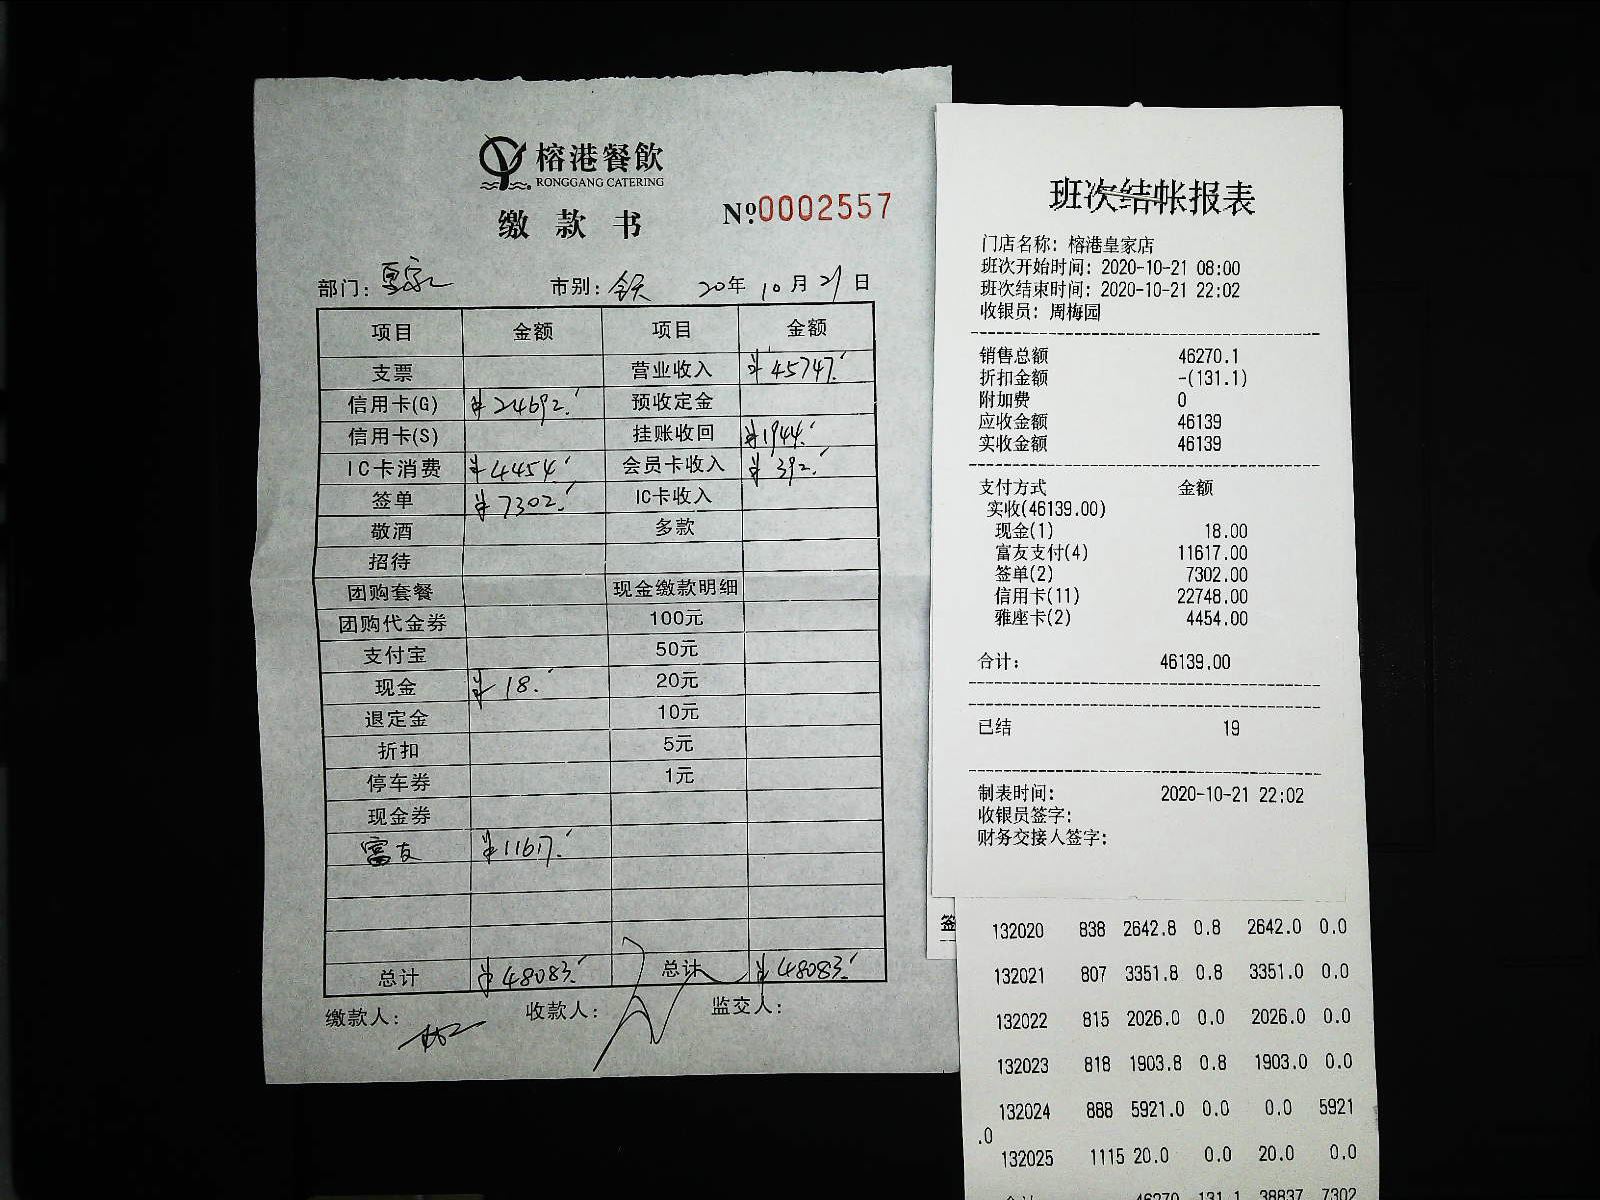 榕港餐飲
RONGGANG CATERING
缴款书
№0002557
部门: 皇家 市别: 全天 20年10月21日
项目 金额 项目 金额
支票 营业收入 ¥45747.
信用卡(G) ¥24692. 预收定金
信用卡(S) 挂账收回 ¥1944.
IC卡消费 ¥4454 会员卡收入 ¥392.
签单 ¥7302. IC卡收入
敬酒 多款
招待
团购套餐 现金缴款明细
团购代金券 100元
支付宝 50元
现金 ¥18. 20元
退定金 10元
折扣 5元
停车券 1元
现金券
富友 ¥11617.
总计 ¥48083. 总计 ¥48083.
缴款人: 收款人: 监交人:
班次结帐报表
门店名称: 榕港皇家店
班次开始时间: 2020-10-21 08:00
班次结束时间: 2020-10-21 22:02
收银员: 周梅园
销售总额 46270.1
折扣金额 -(131.1)
附加费 0
应收金额 46139
实收金额 46139
支付方式 金额
实收(46139.00)
现金(1) 18.00
富友支付(4) 11617.00
签单(2) 7302.00
信用卡(11) 22748.00
雅座卡(2) 4454.00
合计: 46139.00
已结 19
制表时间: 2020-10-21 22:02
收银员签字:
财务交接人签字:
签
132020 838 2642.8 0.8 2642.0 0.0
132021 807 3351.8 0.8 3351.0 0.0
132022 815 2026.0 0.0 2026.0 0.0
132023 818 1903.8 0.8 1903.0 0.0
132024 888 5921.0 0.0 0.0 5921
.0
132025 1115 20.0 0.0 20.0 0.0
合计 46270 131.1 38837 7302